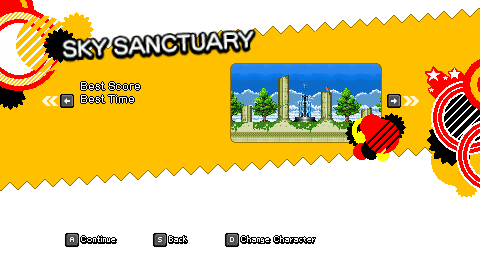 SKY SANCTUARY
Best Score
Best Time
A Continue
S Back
D Change Character